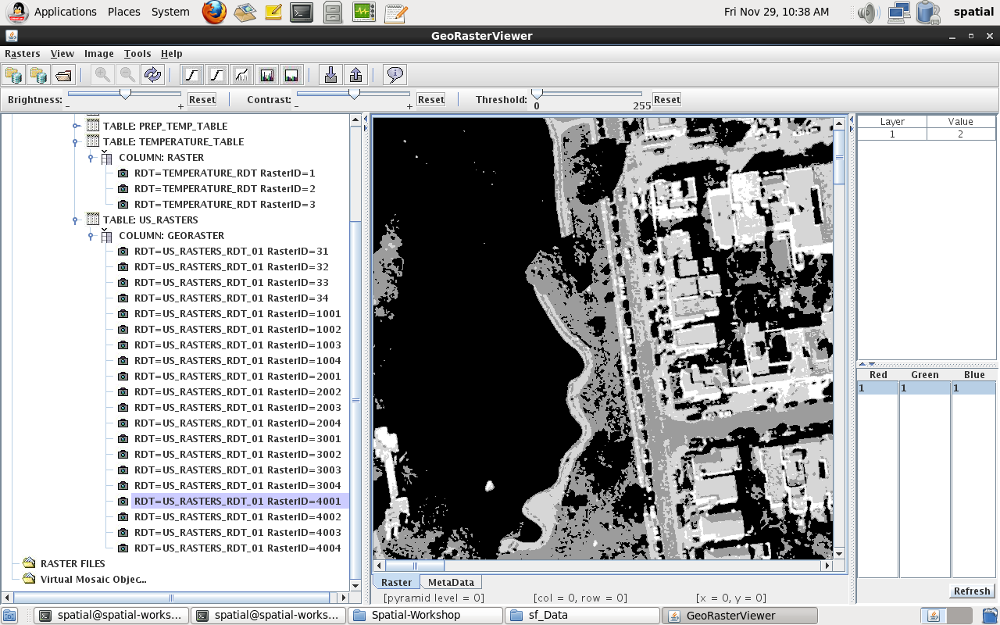 Applications Places System Fri Nov 29, 10:38 AM spatial
GeoRasterViewer
Rasters View Image Tools Help
Brightness: - + Reset Contrast: - + Reset Threshold: 0 255 Reset
TABLE: PREP_TEMP_TABLE
TABLE: TEMPERATURE_TABLE
COLUMN: RASTER
RDT=TEMPERATURE_RDT RasterID=1
RDT=TEMPERATURE_RDT RasterID=2
RDT=TEMPERATURE_RDT RasterID=3
TABLE: US_RASTERS
COLUMN: GEORASTER
RDT=US_RASTERS_RDT_01 RasterID=31
RDT=US_RASTERS_RDT_01 RasterID=32
RDT=US_RASTERS_RDT_01 RasterID=33
RDT=US_RASTERS_RDT_01 RasterID=34
RDT=US_RASTERS_RDT_01 RasterID=1001
RDT=US_RASTERS_RDT_01 RasterID=1002
RDT=US_RASTERS_RDT_01 RasterID=1003
RDT=US_RASTERS_RDT_01 RasterID=1004
RDT=US_RASTERS_RDT_01 RasterID=2001
RDT=US_RASTERS_RDT_01 RasterID=2002
RDT=US_RASTERS_RDT_01 RasterID=2003
RDT=US_RASTERS_RDT_01 RasterID=2004
RDT=US_RASTERS_RDT_01 RasterID=3001
RDT=US_RASTERS_RDT_01 RasterID=3002
RDT=US_RASTERS_RDT_01 RasterID=3003
RDT=US_RASTERS_RDT_01 RasterID=3004
RDT=US_RASTERS_RDT_01 RasterID=4001
RDT=US_RASTERS_RDT_01 RasterID=4002
RDT=US_RASTERS_RDT_01 RasterID=4003
RDT=US_RASTERS_RDT_01 RasterID=4004
RASTER FILES
Virtual Mosaic Objec...
Raster MetaData
[pyramid level = 0] [col = 0, row = 0] [x = 0, y = 0]
Layer Value
1 2
Red Green Blue
1 1 1
Refresh
spatial@spatial-works... spatial@spatial-works... Spatial-Workshop sf_Data GeoRasterViewer